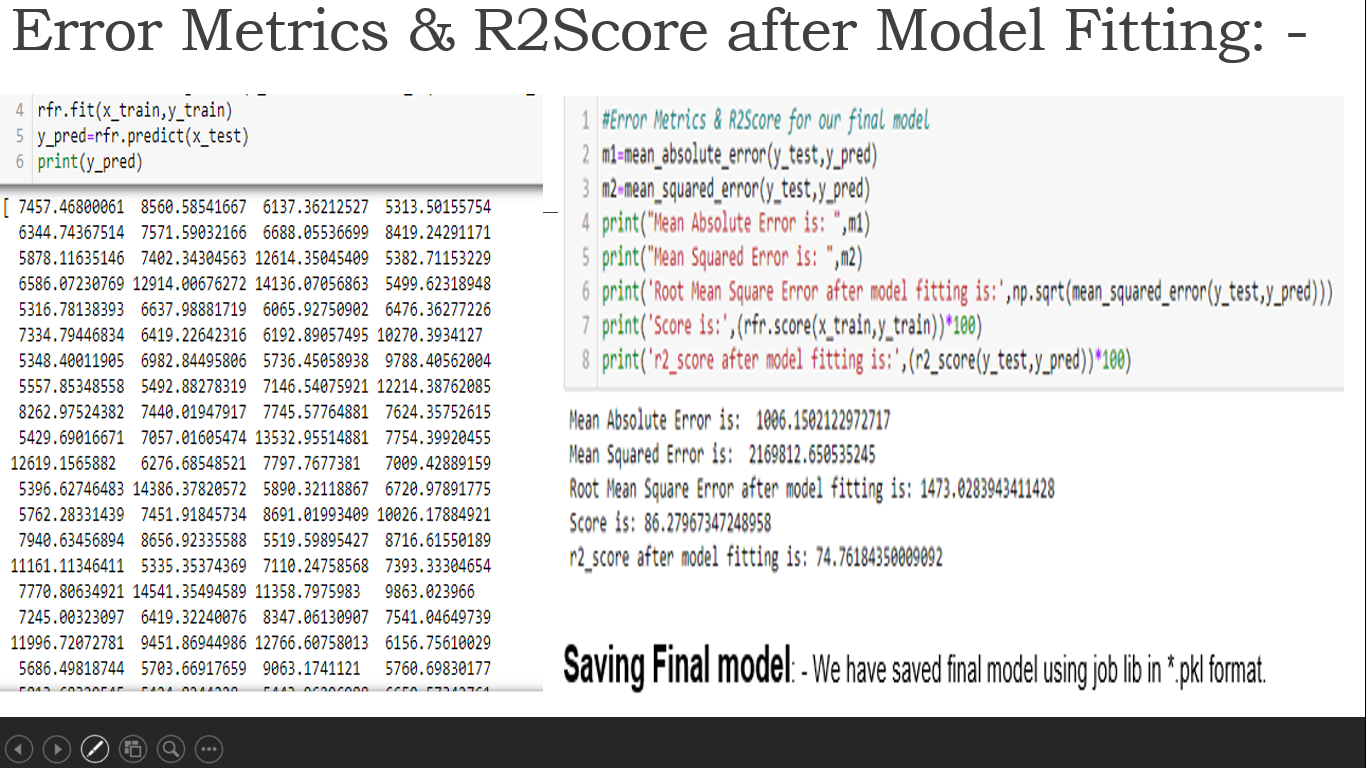 Error Metrics & R2Score after Model Fitting: -
4 rfr.fit(x_train,y_train)
5 y_pred=rfr.predict(x_test)
6 print(y_pred)
[ 7457.46800061 8560.58541667 6137.36212527 5313.50155754
6344.74367514 7571.59032166 6688.05536699 8419.24291171
5878.11635146 7402.34304563 12614.35045409 5382.71153229
6586.07230769 12914.00676272 14136.07056863 5499.62318948
5316.78138393 6637.98881719 6065.92750902 6476.36277226
7334.79446834 6419.22642316 6192.89057495 10270.3934127
5348.40011905 6982.84495806 5736.45058938 9788.40562004
5557.85348558 5492.88278319 7146.54075921 12214.38762085
8262.97524382 7440.01947917 7745.57764881 7624.35752615
5429.69016671 7057.01605474 13532.95514881 7754.39920455
12619.1565882 6276.68548521 7797.7677381 7009.42889159
5396.62746483 14386.37820572 5890.32118867 6720.97891775
5762.28331439 7451.91845734 8691.01993409 10026.17884921
7940.63456894 8656.92335588 5519.59895427 8716.61550189
11161.11346411 5335.35374369 7110.24758568 7393.33304654
7770.80634921 14541.35494589 11358.7975983 9863.023966
7245.00323097 6419.32240076 8347.06130907 7541.04649739
11996.72072781 9451.86944986 12766.60758013 6156.75610029
5686.49818744 5703.66917659 9063.1741121 5760.69830177
1 #Error Metrics & R2Score for our final model
2 m1=mean_absolute_error(y_test,y_pred)
3 m2=mean_squared_error(y_test,y_pred)
4 print("Mean Absolute Error is: ",m1)
5 print("Mean Squared Error is: ",m2)
6 print('Root Mean Square Error after model fitting is:',np.sqrt(mean_squared_error(y_test,y_pred)))
7 print('Score is:',(rfr.score(x_train,y_train))*100)
8 print('r2_score after model fitting is:',(r2_score(y_test,y_pred))*100)
Mean Absolute Error is: 1006.1502122972717
Mean Squared Error is: 2169812.650535245
Root Mean Square Error after model fitting is: 1473.0283943411428
Score is: 86.27967347248958
r2_score after model fitting is: 74.76184350009092
Saving Final model: - We have saved final model using job lib in *.pkl format.